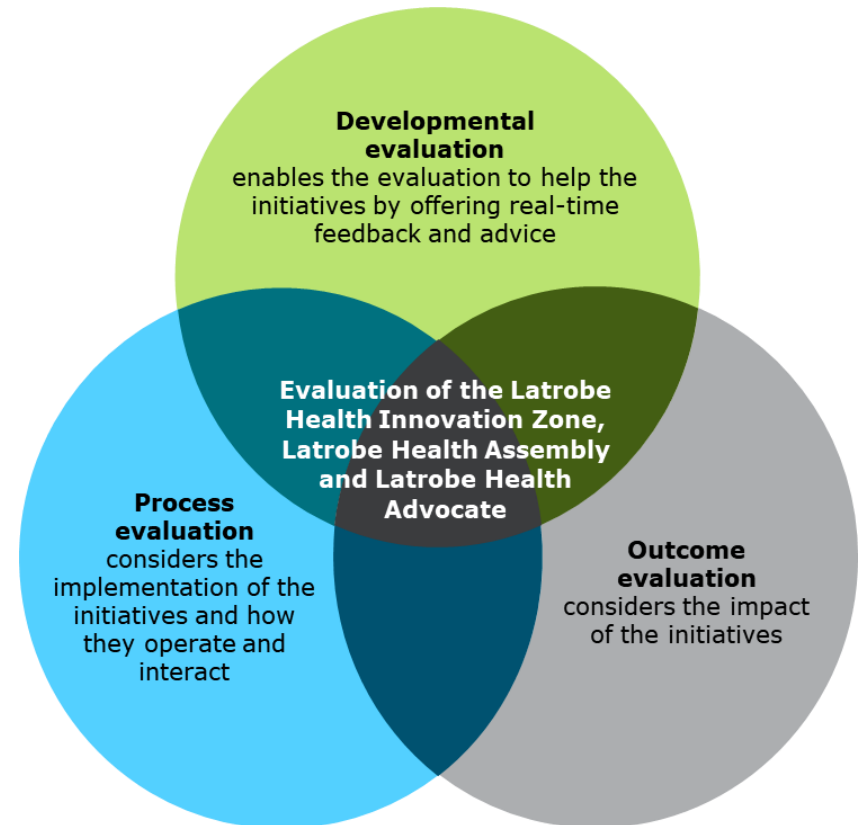 Developmental
evaluation
enables the evaluation to help the
initiatives by offering real-time
feedback and advice
Evaluation of the Latrobe
Health Innovation Zone,
Latrobe Health Assembly
and Latrobe Health
Advocate
Process
evaluation
considers the
implementation of the
initiatives and how
they operate and
interact
Outcome
evaluation
considers the impact
of the initiatives